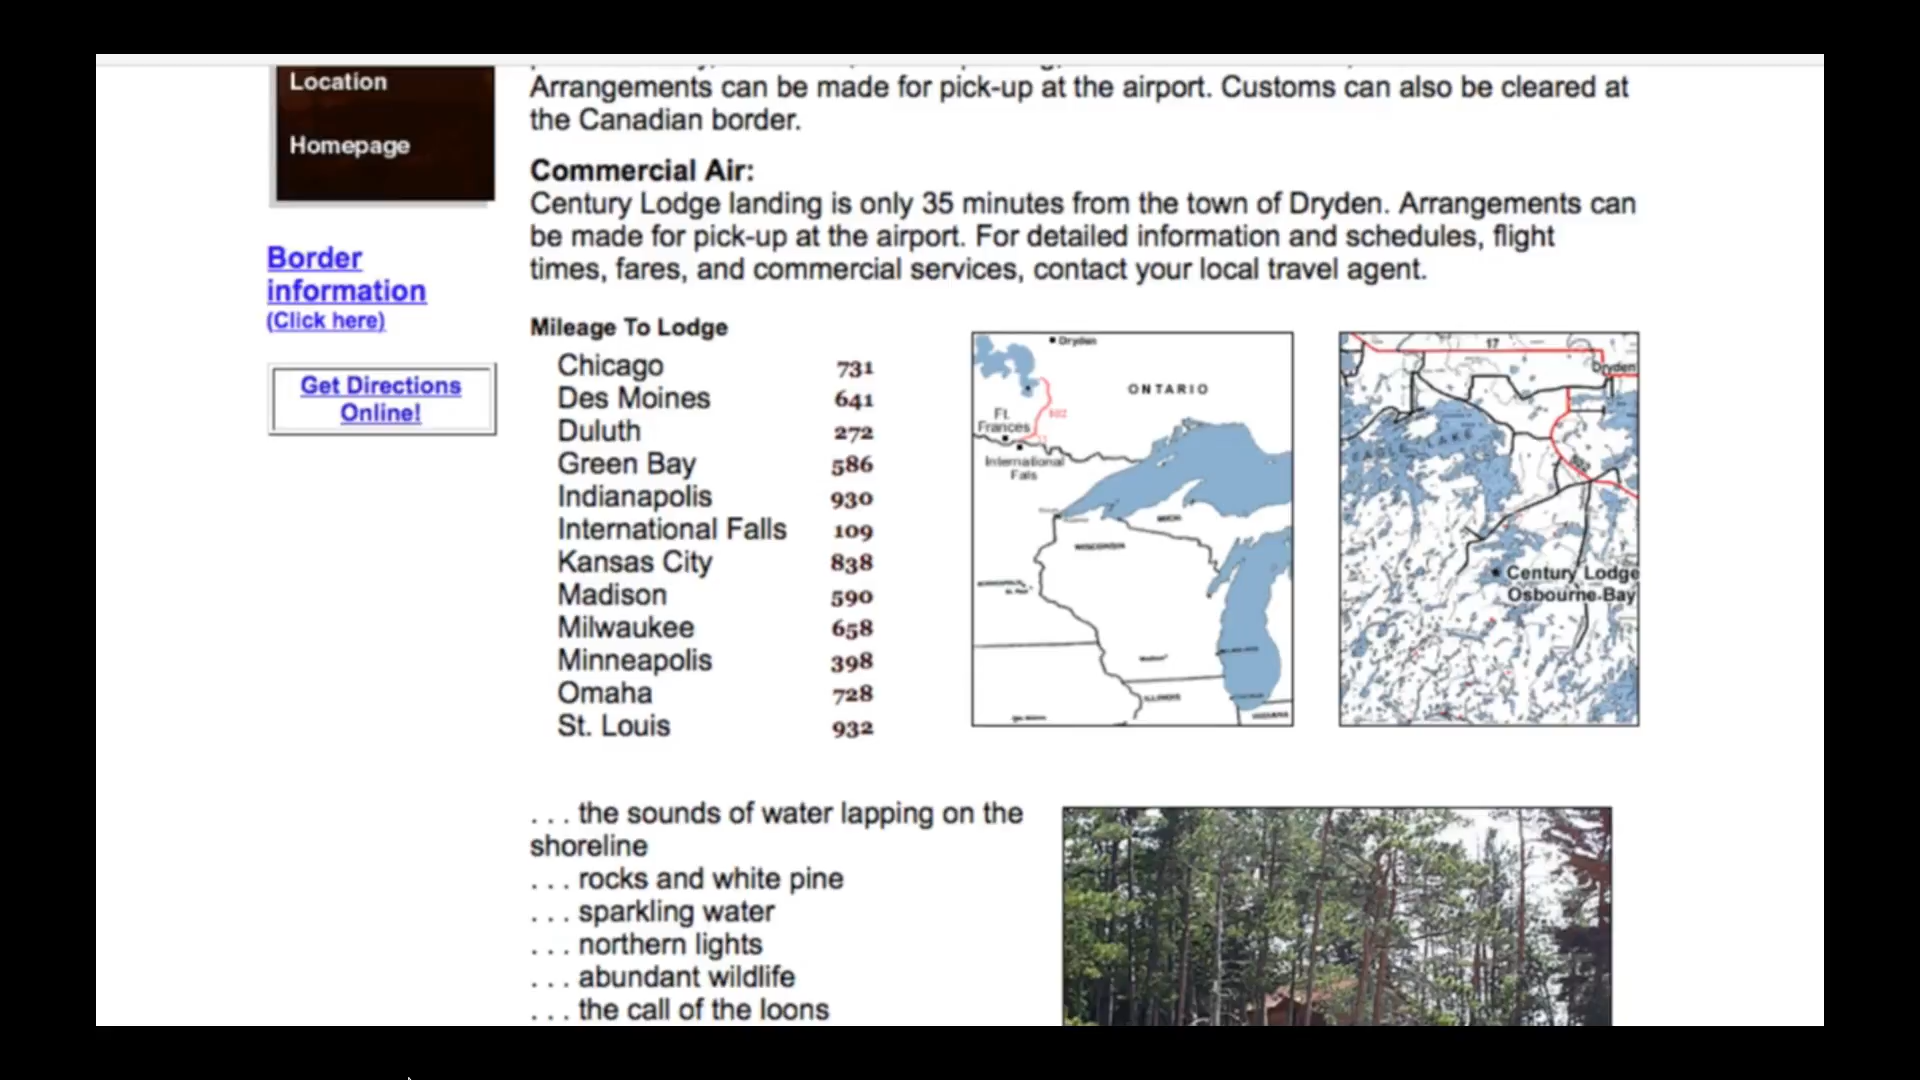 Location
Homepage
Border
information
(Click here)
Get Directions
Online!
Arrangements can be made for pick-up at the airport. Customs can also be cleared at
the Canadian border.
Commercial Air:
Century Lodge landing is only 35 minutes from the town of Dryden. Arrangements can
be made for pick-up at the airport. For detailed information and schedules, flight
times, fares, and commercial services, contact your local travel agent.
Mileage To Lodge
Chicago 731
Des Moines 641
Duluth 272
Green Bay 586
Indianapolis 930
International Falls 109
Kansas City 838
Madison 590
Milwaukee 658
Minneapolis 398
Omaha 728
St. Louis 932
Dryden
ONTARIO
Ft.
Frances
International
Falls
MICH
WISCONSIN
Madison
ILLINOIS
INDIANA
17
Dryden
EAGLE LAKE
Century Lodge
Osbourne Bay
. . . the sounds of water lapping on the
shoreline
. . . rocks and white pine
. . . sparkling water
. . . northern lights
. . . abundant wildlife
. . . the call of the loons